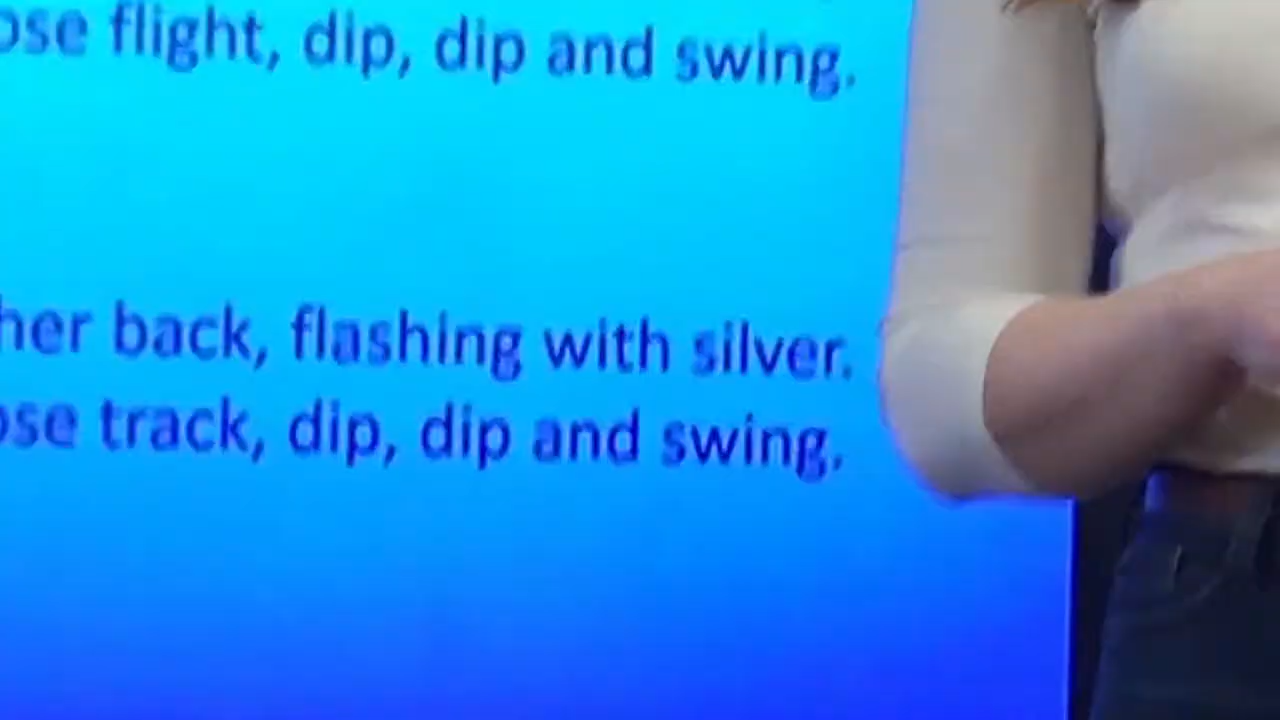 flight, dip, dip and swing.
back, flashing with silver.
track, dip, dip and swing,